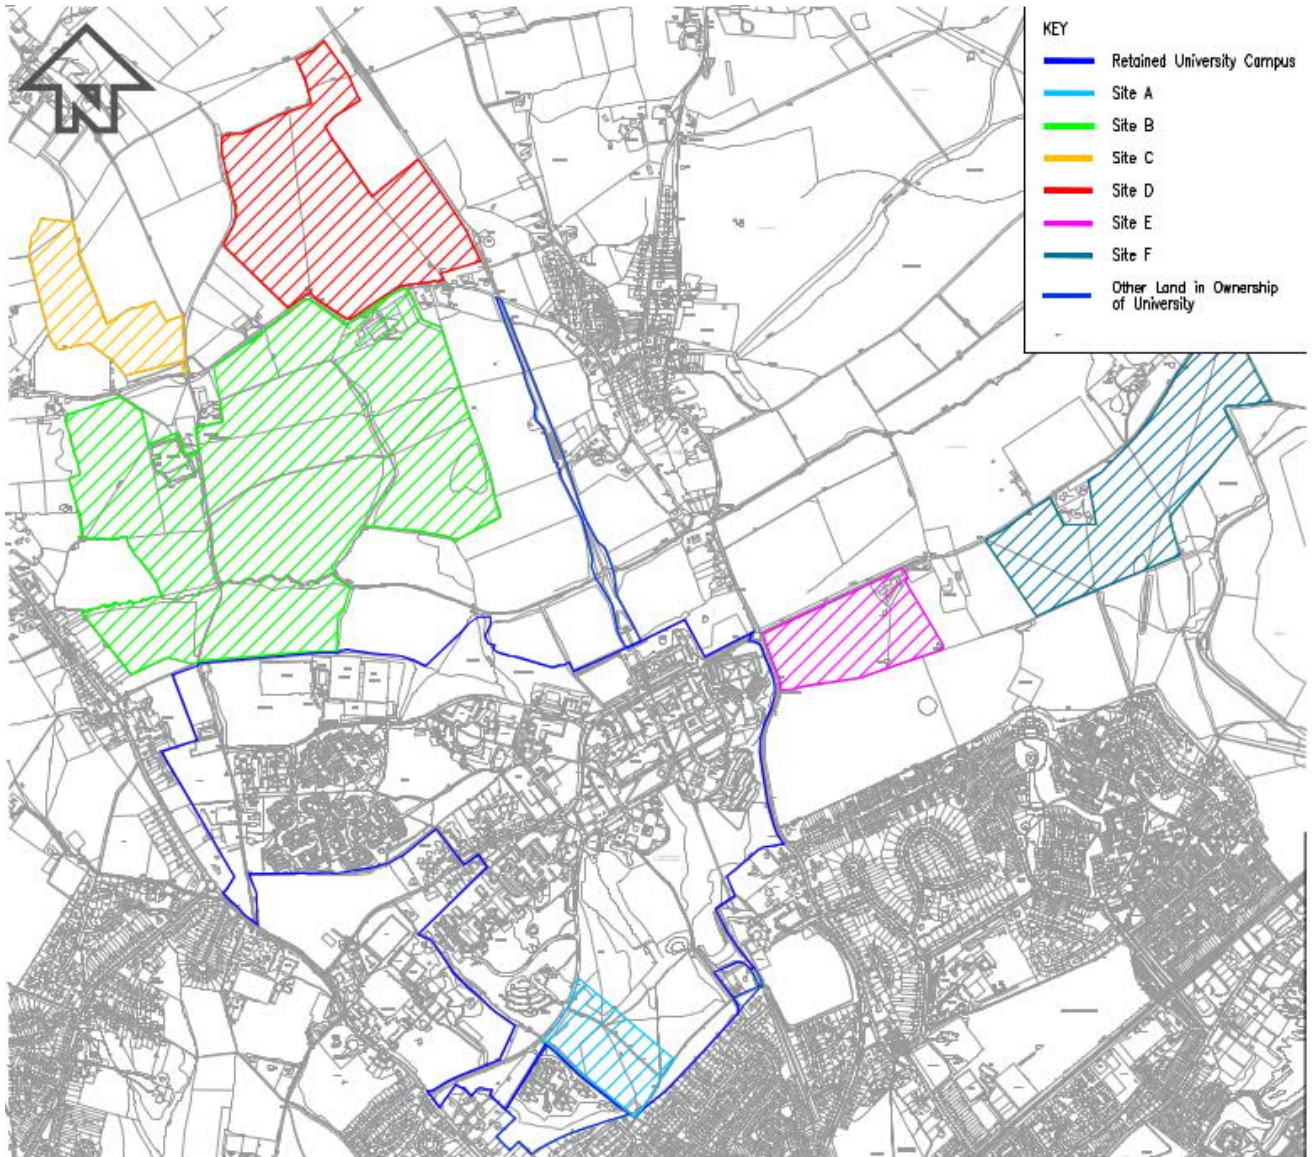 N
KEY
Retained University Campus
Site A
Site B
Site C
Site D
Site E
Site F
Other Land in Ownership
of University